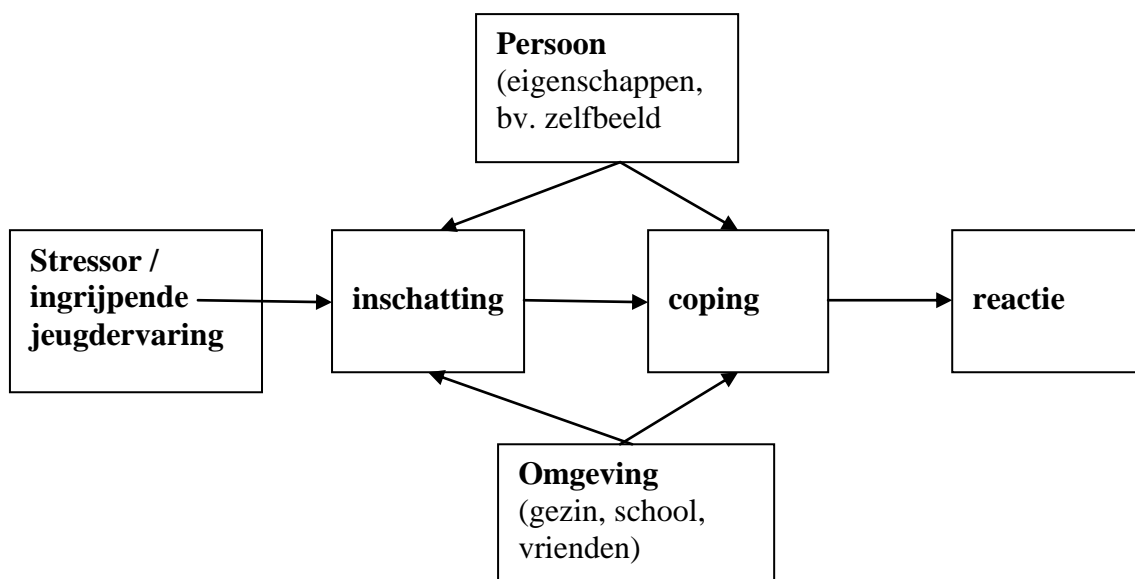 Persoon
(eigenschappen,
bv. zelfbeeld
Stressor /
ingrijpende
jeugdervaring
inschatting
coping
reactie
Omgeving
(gezin, school,
vrienden)